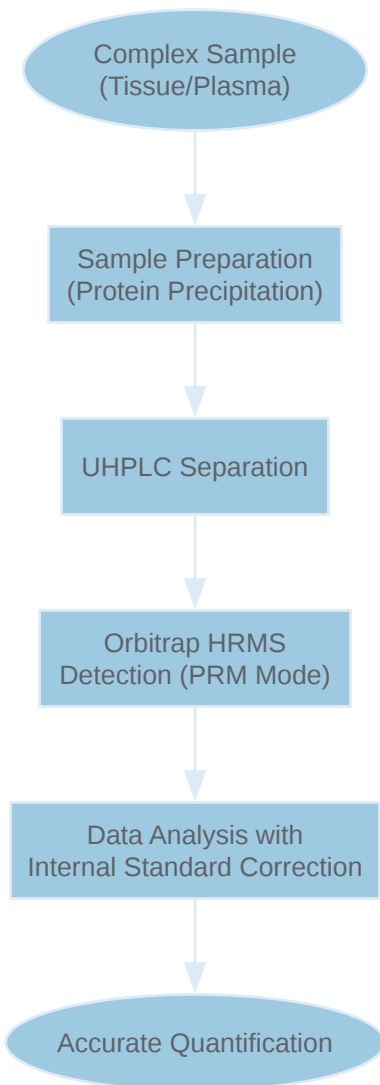 Complex Sample
(Tissue/Plasma)
Sample Preparation
(Protein Precipitation)
UHPLC Separation
Orbitrap HRMS
Detection (PRM Mode)
Data Analysis with
Internal Standard Correction
Accurate Quantification